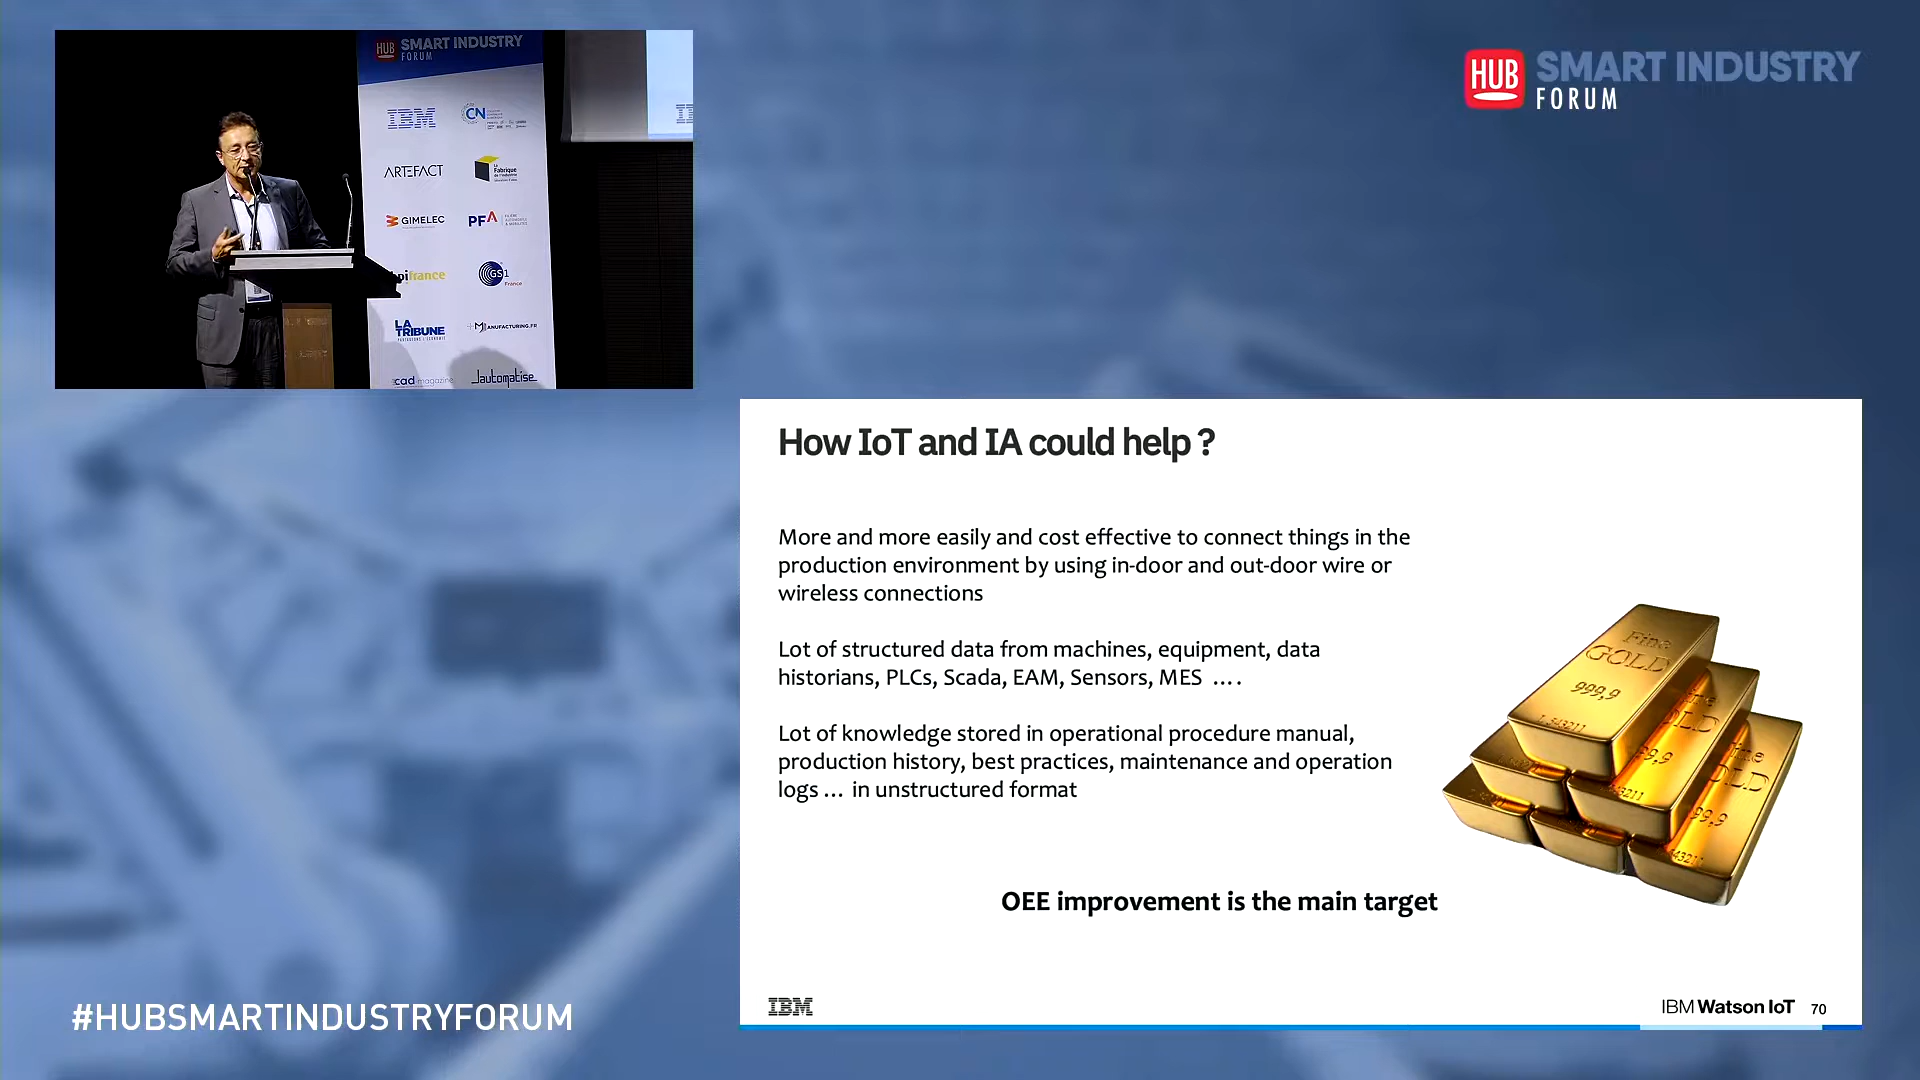 HUB SMART INDUSTRY
FORUM
IBM
CN
ARTEFACT
La Fabrique
de l'industrie
GIMELEC
PFA
bpifrance
GS1
France
LA
TRIBUNE
MANUFACTURING.FR
cad magazine
Jautomatise
HUB SMART INDUSTRY
FORUM
How IoT and IA could help ?
More and more easily and cost effective to connect things in the
production environment by using in-door and out-door wire or
wireless connections
Lot of structured data from machines, equipment, data
historians, PLCs, Scada, EAM, Sensors, MES ….
Lot of knowledge stored in operational procedure manual,
production history, best practices, maintenance and operation
logs … in unstructured format
Fine
GOLD
999,9
OEE improvement is the main target
IBM
IBM Watson IoT 70
#HUBSMARTINDUSTRYFORUM